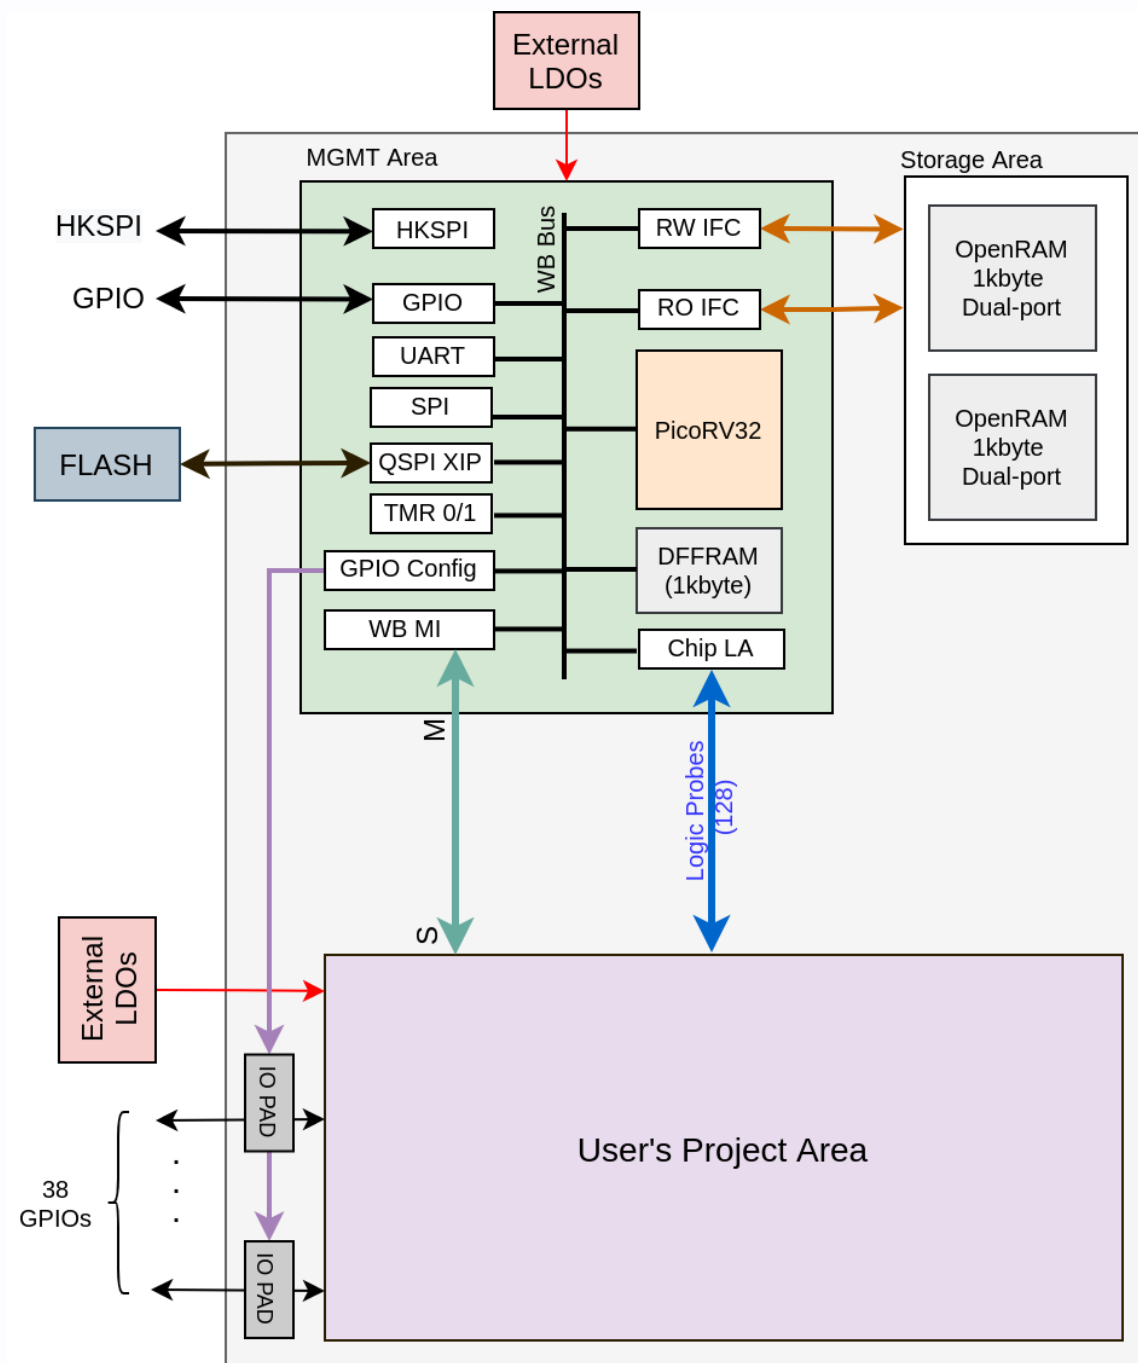 External
LDOs
MGMT Area
Storage Area
HKSPI
HKSPI
WB Bus
RW IFC
OpenRAM
1kbyte
Dual-port
GPIO
GPIO
RO IFC
UART
SPI
PicoRV32
OpenRAM
1kbyte
Dual-port
FLASH
QSPI XIP
TMR 0/1
GPIO Config
DFFRAM
(1kbyte)
WB MI
Chip LA
M
Logic Probes
(128)
S
External
LDOs
IO PAD
User's Project Area
38
GPIOs
.
.
.
IO PAD